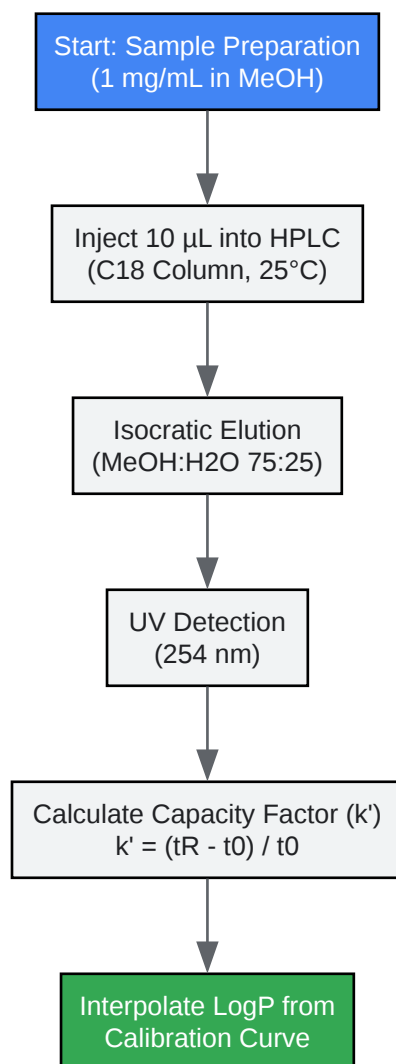 Start: Sample Preparation
(1 mg/mL in MeOH)
Inject 10 µL into HPLC
(C18 Column, 25°C)
Isocratic Elution
(MeOH:H2O 75:25)
UV Detection
(254 nm)
Calculate Capacity Factor (k')
k' = (tR - t0) / t0
Interpolate LogP from
Calibration Curve